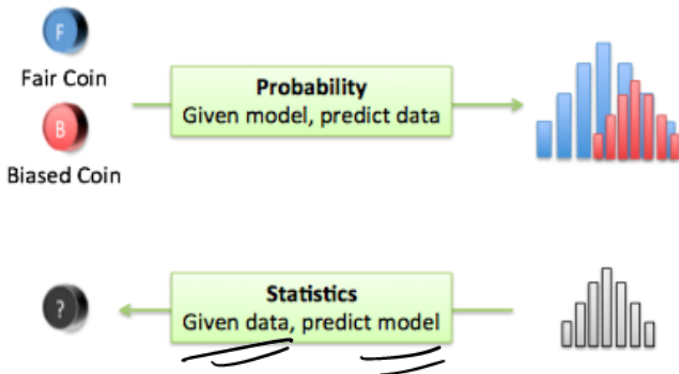 F
Fair Coin
B
Biased Coin
Probability
Given model, predict data
?
Statistics
Given data, predict model